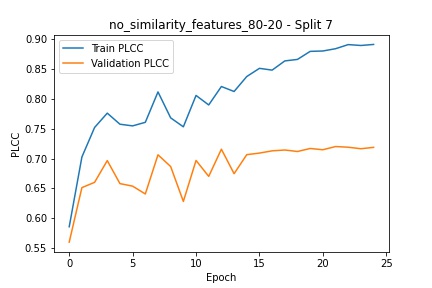 no_similarity_features_80-20 - Split 7
Train PLCC
Validation PLCC
PLCC
0.90
0.85
0.80
0.75
0.70
0.65
0.60
0.55
0 5 10 15 20 25
Epoch